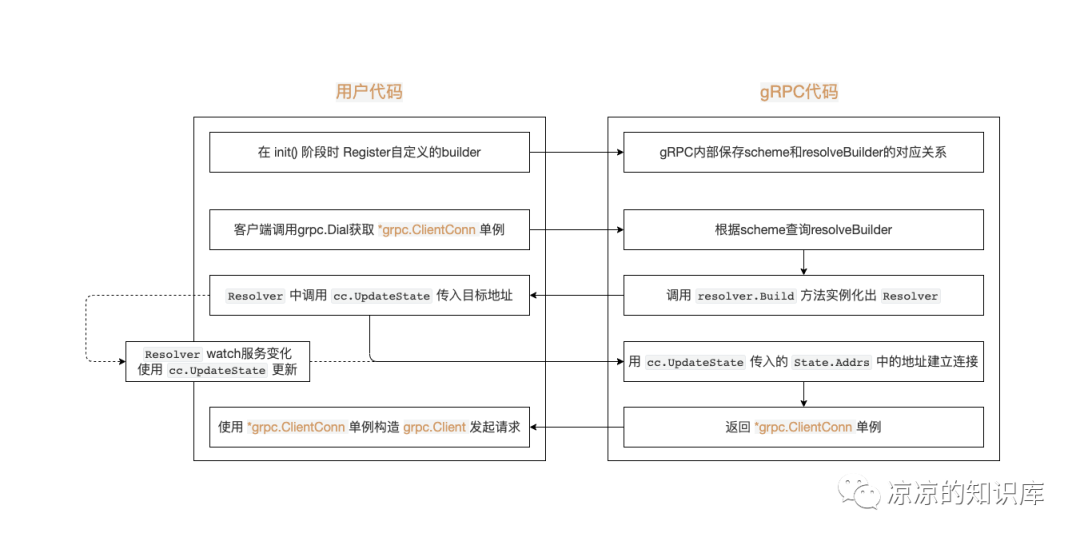 用户代码
gRPC代码
在 init() 阶段时 Register自定义的builder
gRPC内部保存scheme和resolveBuilder的对应关系
客户端调用grpc.Dial获取 *grpc.ClientConn 单例
根据scheme查询resolveBuilder
Resolver 中调用 cc.UpdateState 传入目标地址
调用 resolver.Build 方法实例化出 Resolver
Resolver watch服务变化
使用 cc.UpdateState 更新
用 cc.UpdateState 传入的 State.Addrs 中的地址建立连接
使用 *grpc.ClientConn 单例构造 grpc.Client 发起请求
返回 *grpc.ClientConn 单例
凉凉的知识库